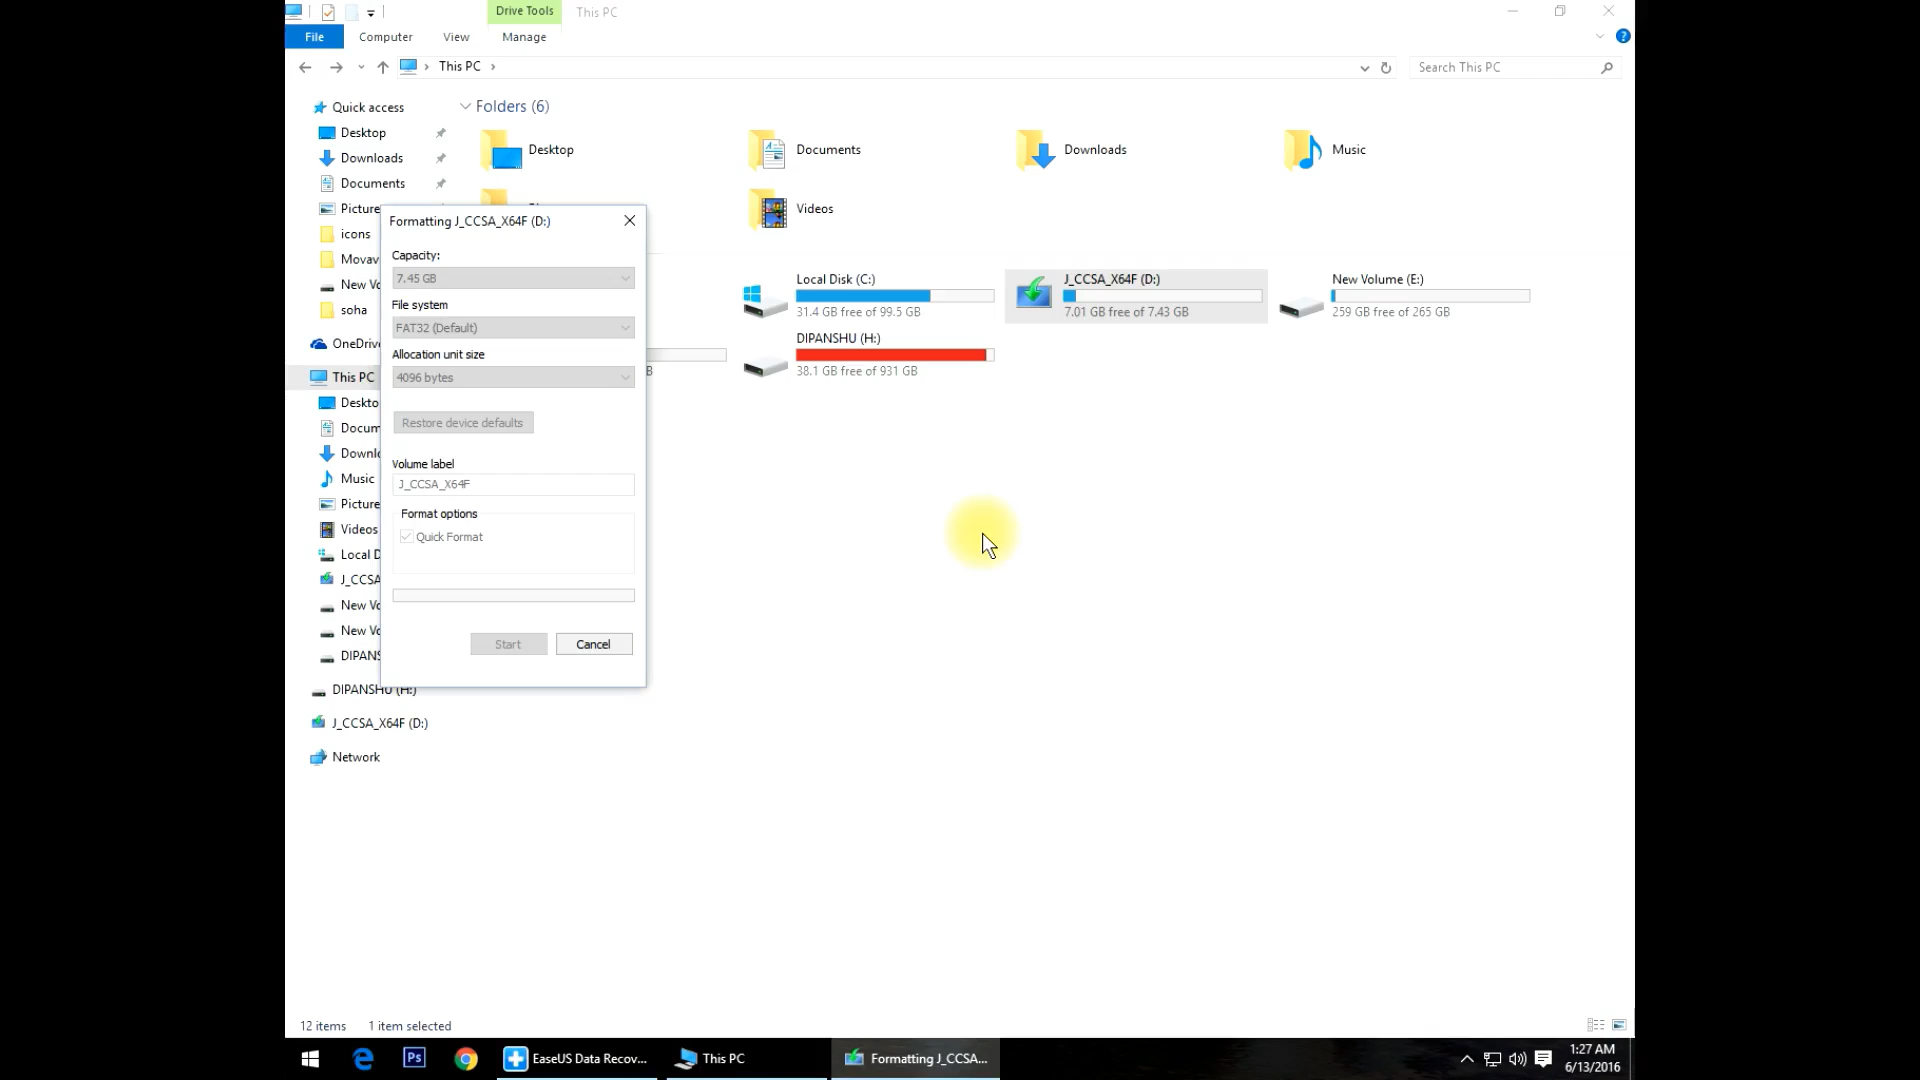 Drive Tools
This PC
File
Computer
View
Manage
This PC
Search This PC
Quick access
Desktop
Downloads
Documents
Picture
icons
Movav
New Vo
soha
OneDrive
This PC
Deskto
Docum
Downlo
Music
Picture
Videos
Local D
J_CCSA
New Vo
New Vo
DIPANS
DIPANSHU (H:)
J_CCSA_X64F (D:)
Network
Folders (6)
Desktop
Documents
Downloads
Music
Videos
Local Disk (C:)
31.4 GB free of 99.5 GB
J_CCSA_X64F (D:)
7.01 GB free of 7.43 GB
New Volume (E:)
259 GB free of 265 GB
DIPANSHU (H:)
38.1 GB free of 931 GB
Formatting J_CCSA_X64F (D:)
Capacity:
7.45 GB
File system
FAT32 (Default)
Allocation unit size
4096 bytes
Restore device defaults
Volume label
J_CCSA_X64F
Format options
Quick Format
Start
Cancel
12 items
1 item selected
Ps
EaseUS Data Recov...
This PC
Formatting J_CCSA...
1:27 AM
6/13/2016